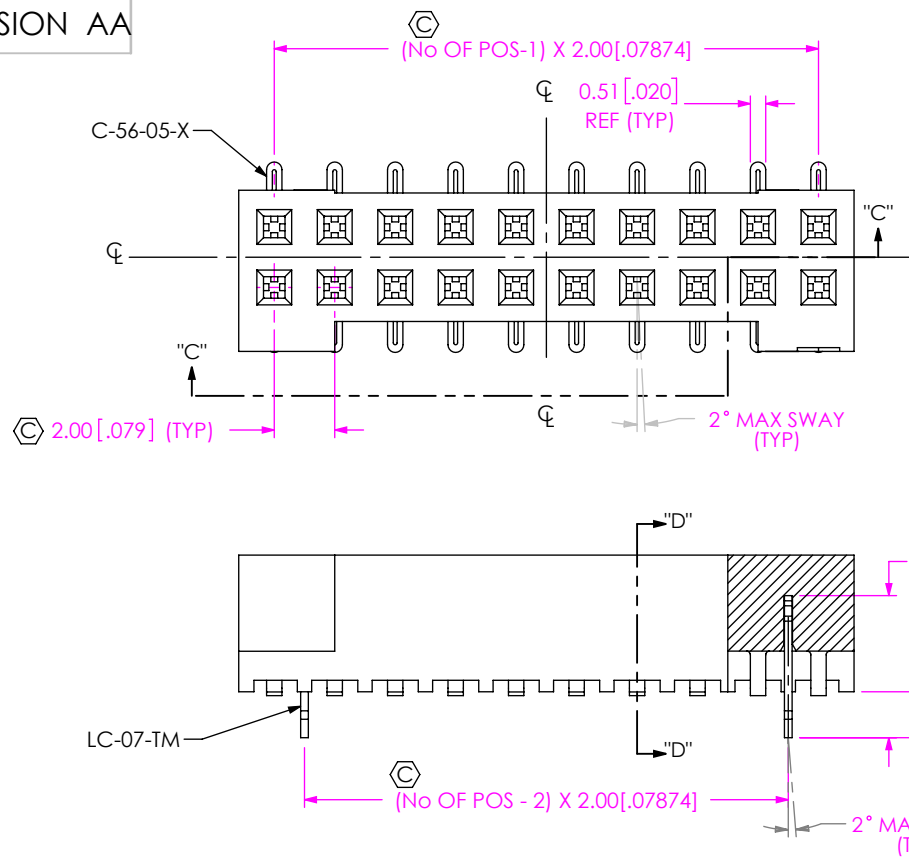 SION AA
C
(No OF POS-1) X 2.00[.07874]
℄ 0.51[.020]
REF (TYP)
C-56-05-X
"C"
℄
"C"
℄
C 2.00[.079] (TYP)
2° MAX SWAY
(TYP)
"D"
LC-07-TM
"D"
C
(No OF POS - 2) X 2.00[.07874]
2° MA
(T